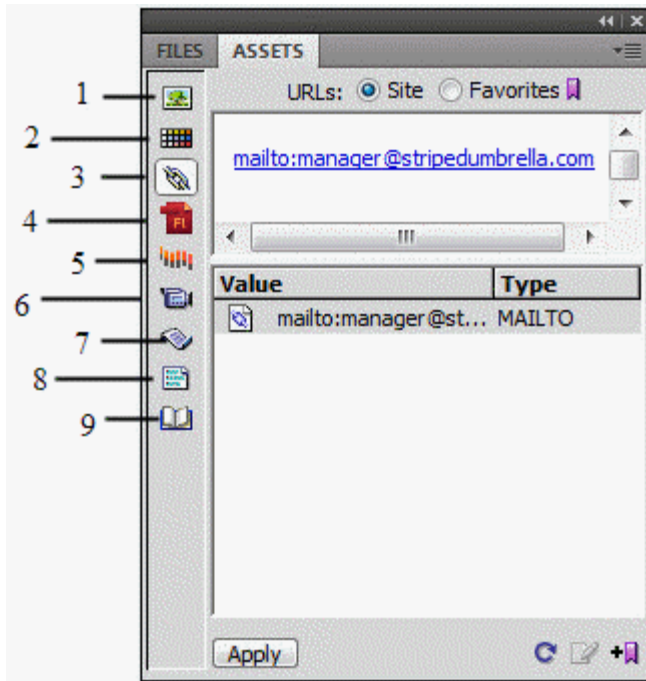 FILES ASSETS
URLs: Site Favorites
mailto:manager@stripedumbrella.com
Value Type
mailto:manager@st... MAILTO
1
2
3
4
5
6
7
8
9
FL
Apply